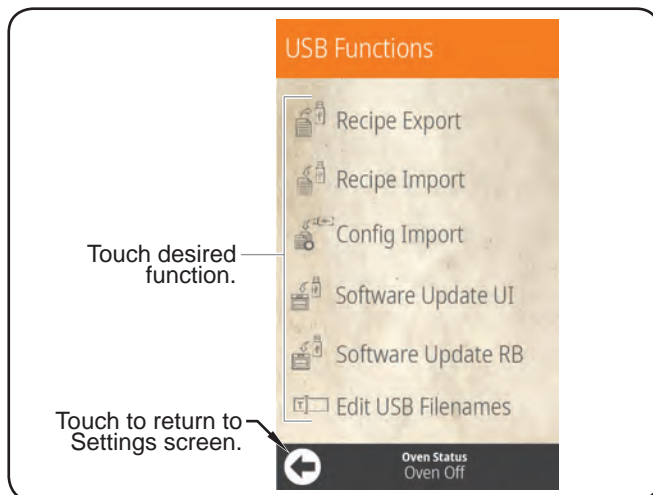 USB Functions
Recipe Export
Recipe Import
Config Import
Touch desired
function.
Software Update UI
Software Update RB
Edit USB Filenames
Touch to return to
Settings screen.
Oven Status
Oven Off